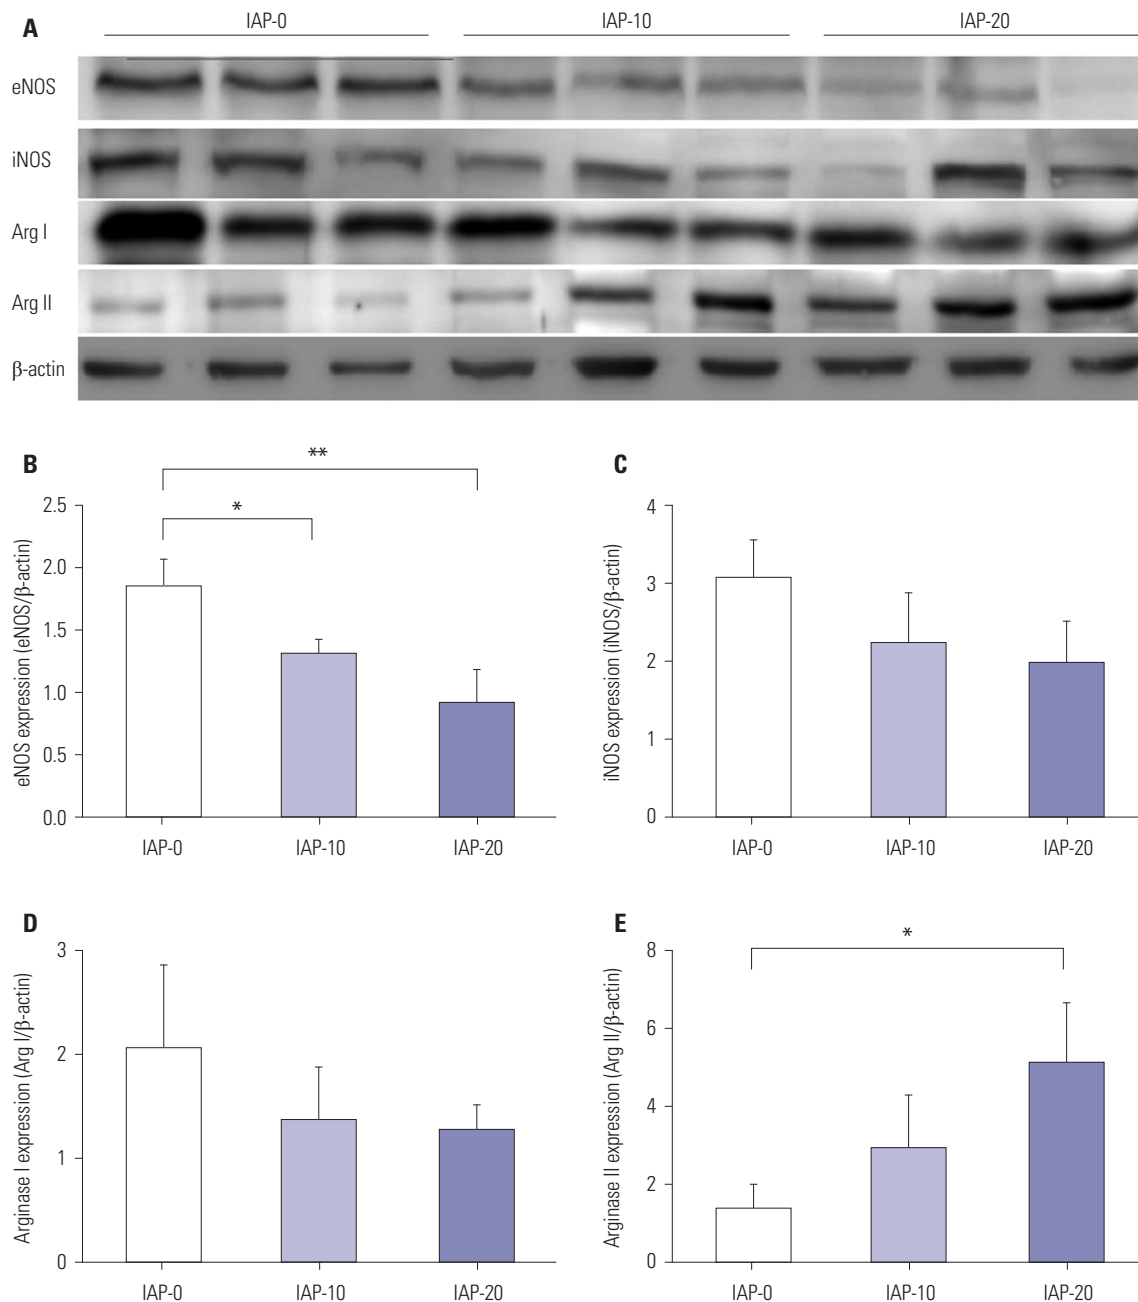 A
IAP-0 IAP-10 IAP-20
eNOS
iNOS
Arg I
Arg II
β-actin
B
**
*
eNOS expression (eNOS/β-actin)
2.5
2.0
1.5
1.0
0.5
0.0
IAP-0 IAP-10 IAP-20
C
iNOS expression (iNOS/β-actin)
4
3
2
1
0
IAP-0 IAP-10 IAP-20
D
Arginase I expression (Arg I/β-actin)
3
2
1
0
IAP-0 IAP-10 IAP-20
E
*
Arginase II expression (Arg II/β-actin)
8
6
4
2
0
IAP-0 IAP-10 IAP-20